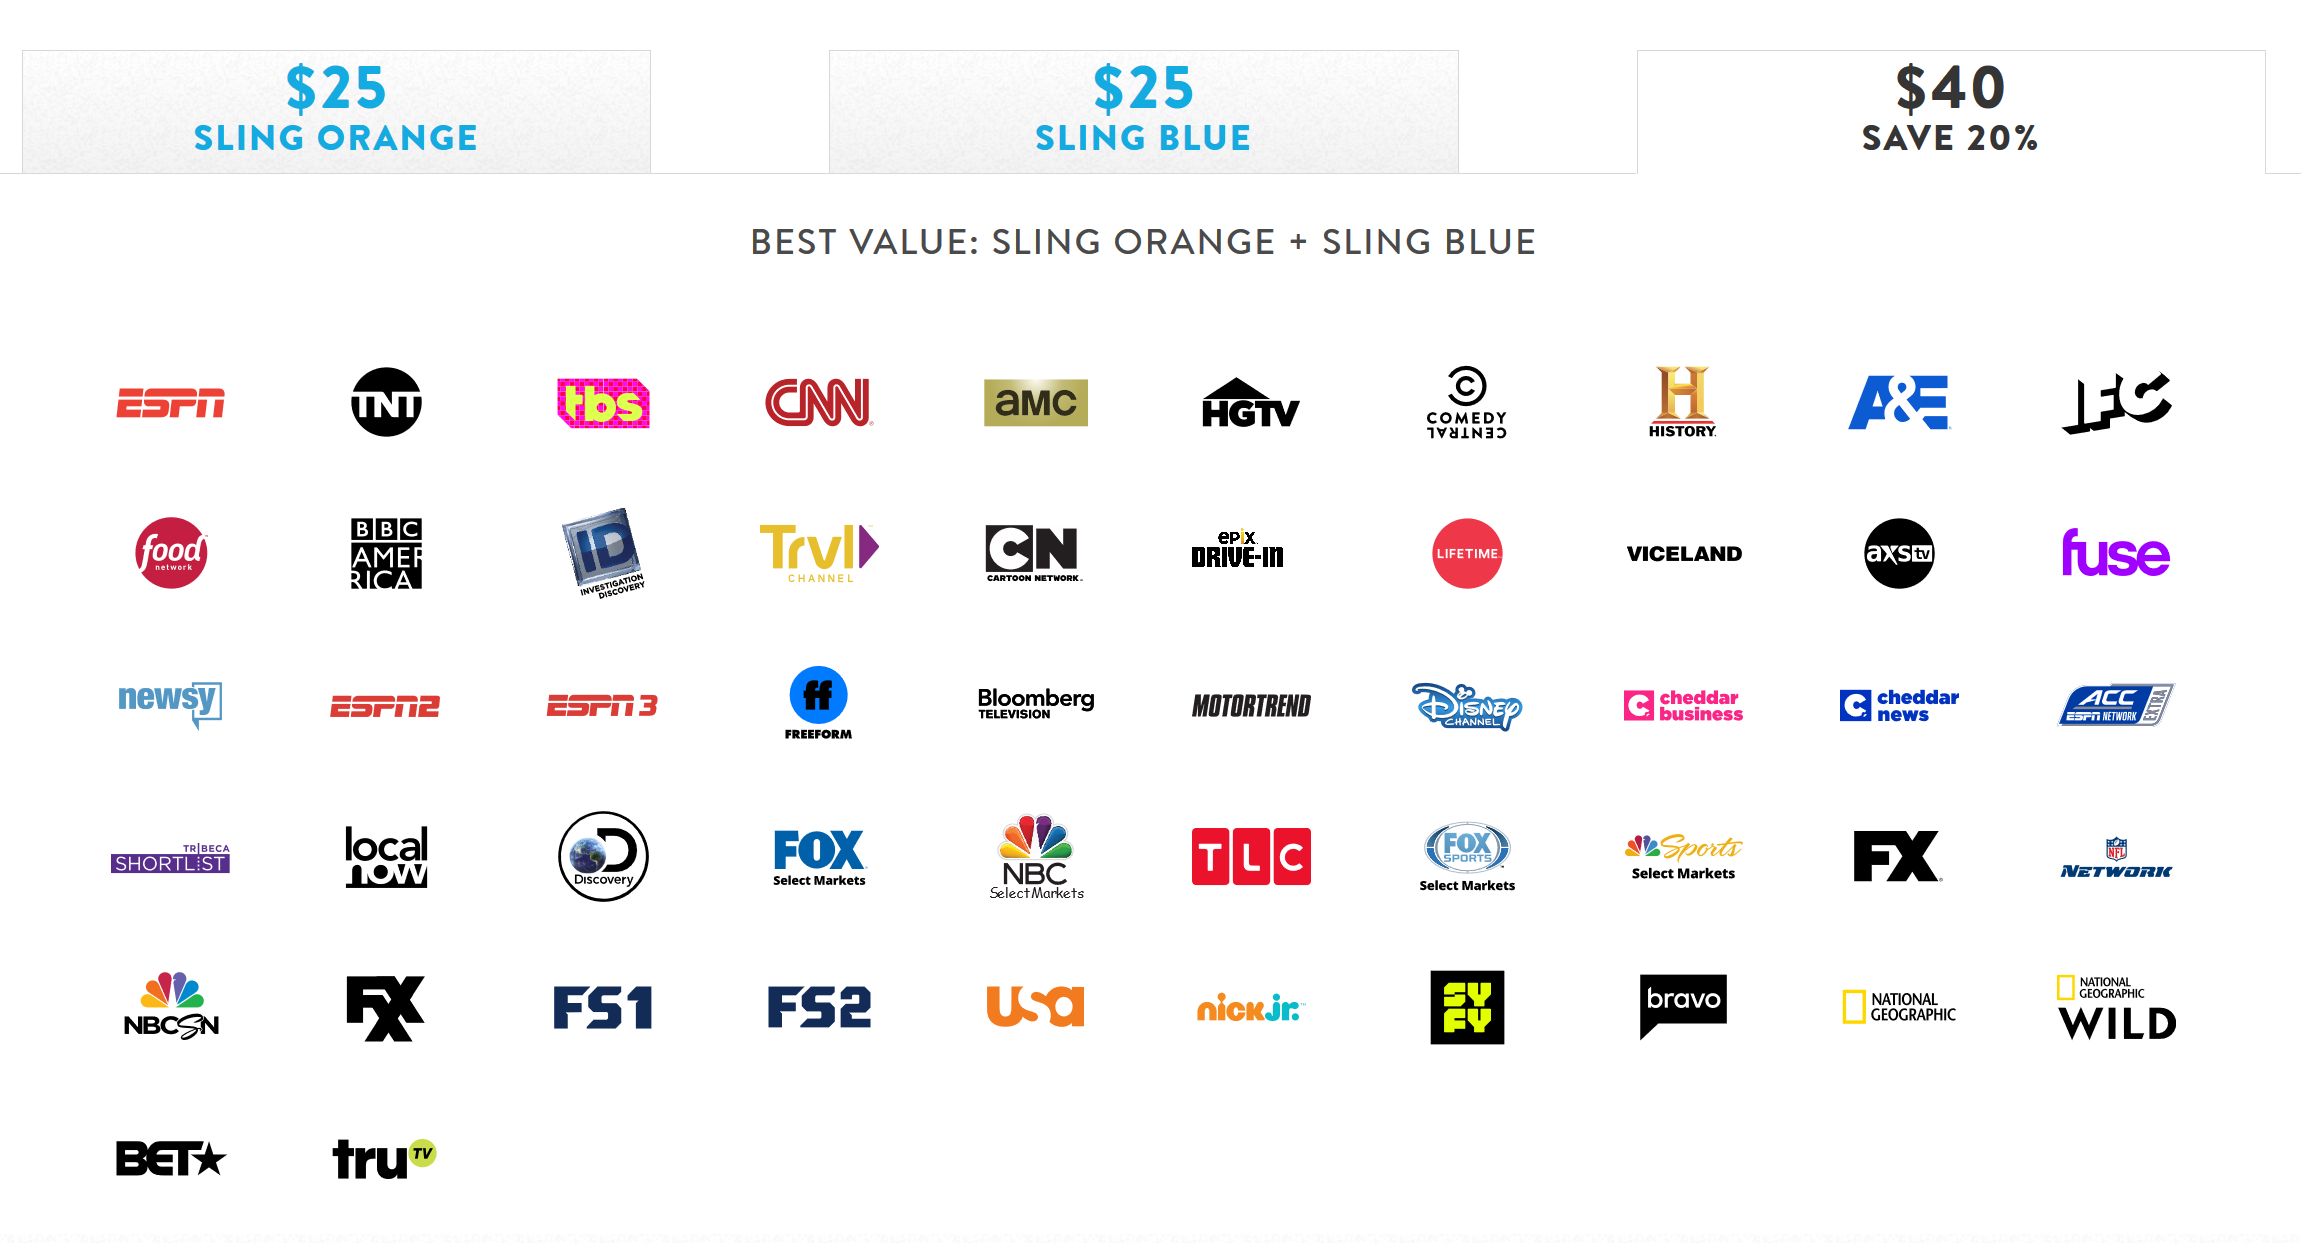 $25
SLING ORANGE
$25
SLING BLUE
$40
SAVE 20%
BEST VALUE: SLING ORANGE + SLING BLUE
ESPN
TNT
tbs
CNN
aMC
HGTV
C
COMEDY
CENTRAL
H
HISTORY
A&E
IFC
food
network
BBC
AMER
RICA
ID
INVESTIGATION
DISCOVERY
Trvl
CHANNEL
CN
CARTOON NETWORK
epix
DRIVE-IN
LIFETIME
VICELAND
axstv
fuse
newsy
ESPN2
ESPN3
ff
FREEFORM
Bloomberg
TELEVISION
MOTORTREND
DISNEY
CHANNEL
C cheddar
business
C cheddar
news
ACC
ESPN NETWORK
EXTRA
TRIBECA
SHORTLIST
local
now
D
DISCOVERY
FOX
Select Markets
NBC
Select Markets
TLC
FOX
SPORTS
Select Markets
Sports
Select Markets
FX
NFL
NETWORK
NBCSN
FXX
FS1
FS2
usa
nick jr.
SY
FY
bravo
NATIONAL
GEOGRAPHIC
NATIONAL
GEOGRAPHIC
WILD
BET
truTV